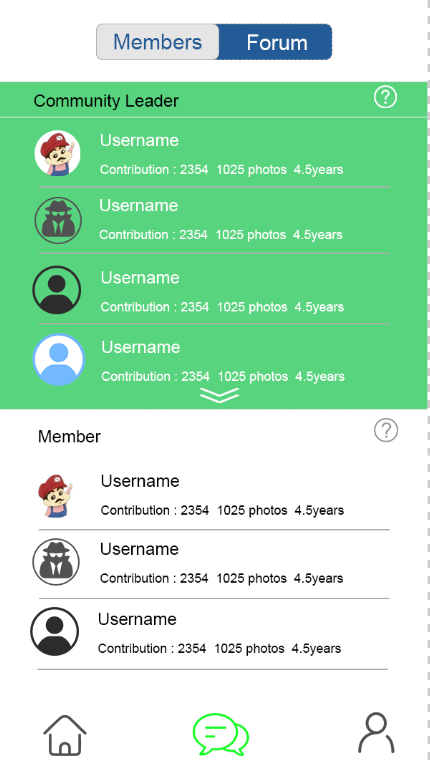 Members Forum
Community Leader ?
Username
Contribution : 2354 1025 photos 4.5years
Username
Contribution : 2354 1025 photos 4.5years
Username
Contribution : 2354 1025 photos 4.5years
Username
Contribution : 2354 1025 photos 4.5years
Member ?
Username
Contribution : 2354 1025 photos 4.5years
Username
Contribution : 2354 1025 photos 4.5years
Username
Contribution : 2354 1025 photos 4.5years